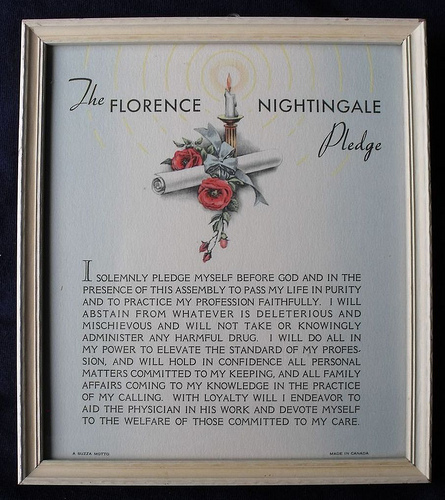 The FLORENCE NIGHTINGALE
Pledge
I SOLEMNLY PLEDGE MYSELF BEFORE GOD AND IN THE
PRESENCE OF THIS ASSEMBLY TO PASS MY LIFE IN PURITY
AND TO PRACTICE MY PROFESSION FAITHFULLY. I WILL
ABSTAIN FROM WHATEVER IS DELETERIOUS AND
MISCHIEVOUS AND WILL NOT TAKE OR KNOWINGLY
ADMINISTER ANY HARMFUL DRUG. I WILL DO ALL IN
MY POWER TO ELEVATE THE STANDARD OF MY PROFES-
SION, AND WILL HOLD IN CONFIDENCE ALL PERSONAL
MATTERS COMMITTED TO MY KEEPING, AND ALL FAMILY
AFFAIRS COMING TO MY KNOWLEDGE IN THE PRACTICE
OF MY CALLING. WITH LOYALTY WILL I ENDEAVOR TO
AID THE PHYSICIAN IN HIS WORK AND DEVOTE MYSELF
TO THE WELFARE OF THOSE COMMITTED TO MY CARE.
A BUZZA MOTTO
MADE IN CANADA